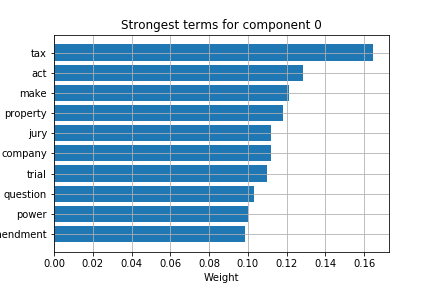 Strongest terms for component 0
tax
act
make
property
jury
company
trial
question
power
nendment
0.00 0.02 0.04 0.06 0.08 0.10 0.12 0.14 0.16
Weight